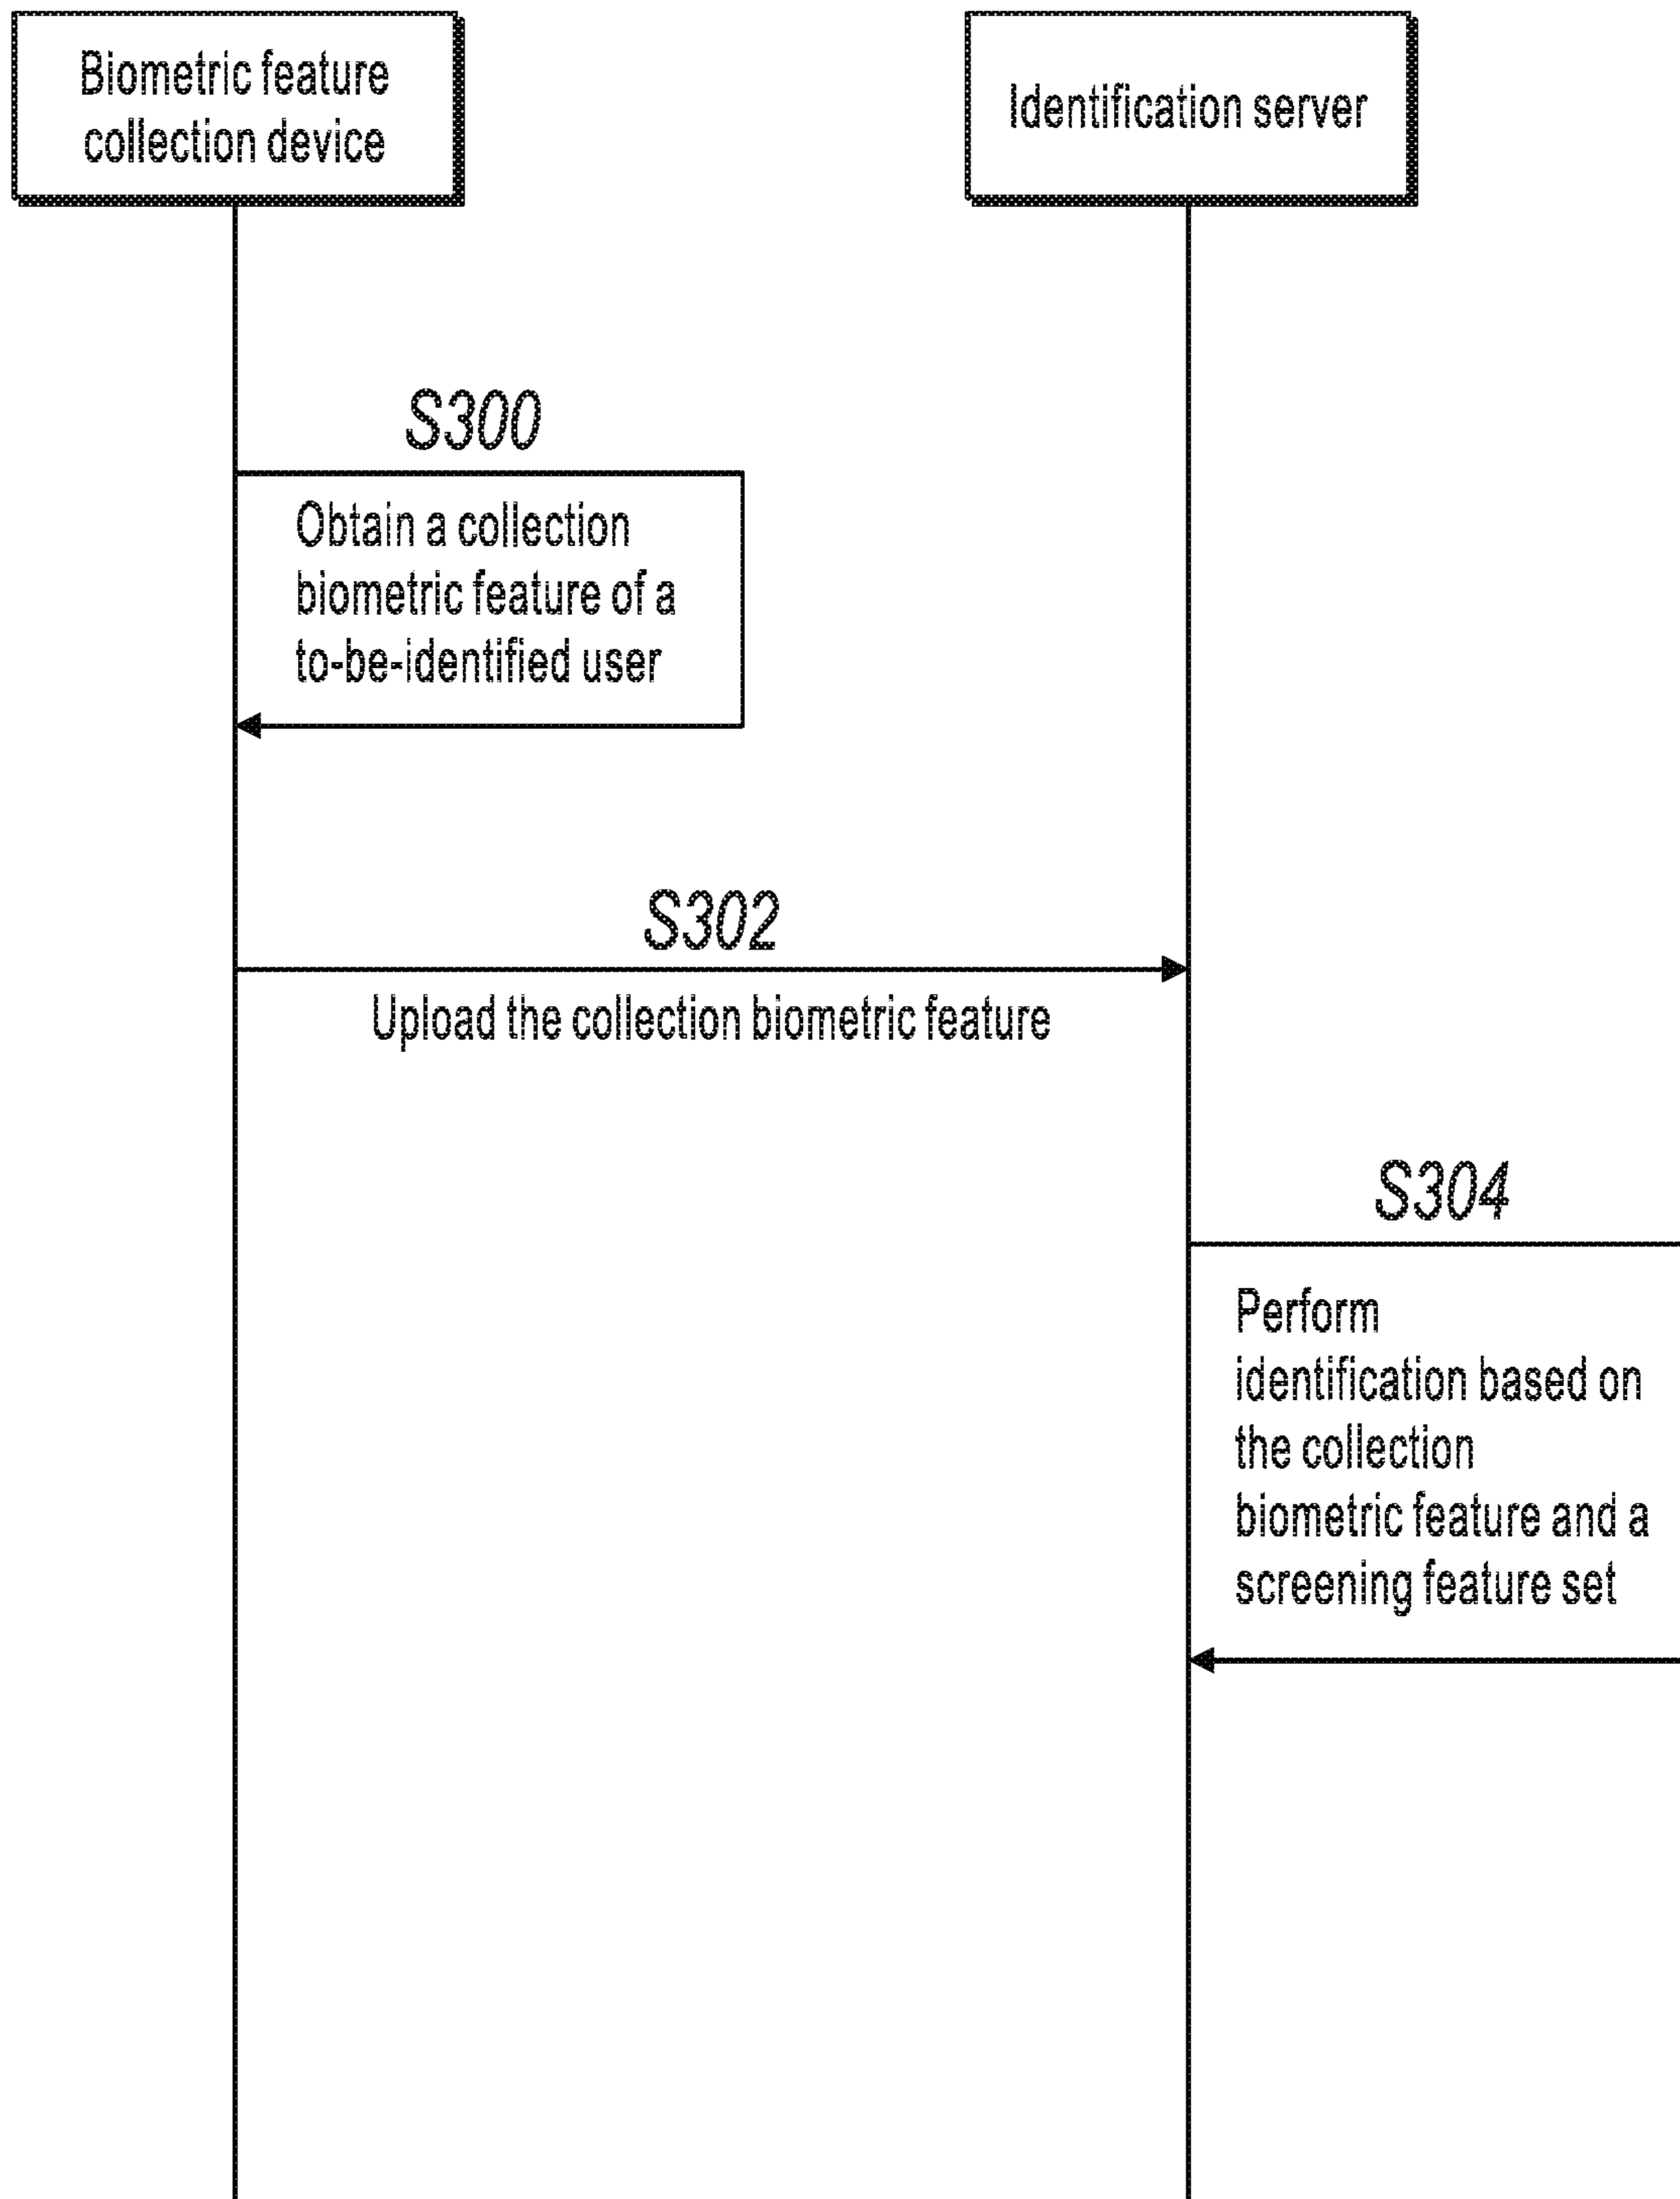 Biometric feature
collection device
Identification server
S300
Obtain a collection
biometric feature of a
to-be-identified user
S302
Upload the collection biometric feature
S304
Perform
identification based on
the collection
biometric feature and a
screening feature set